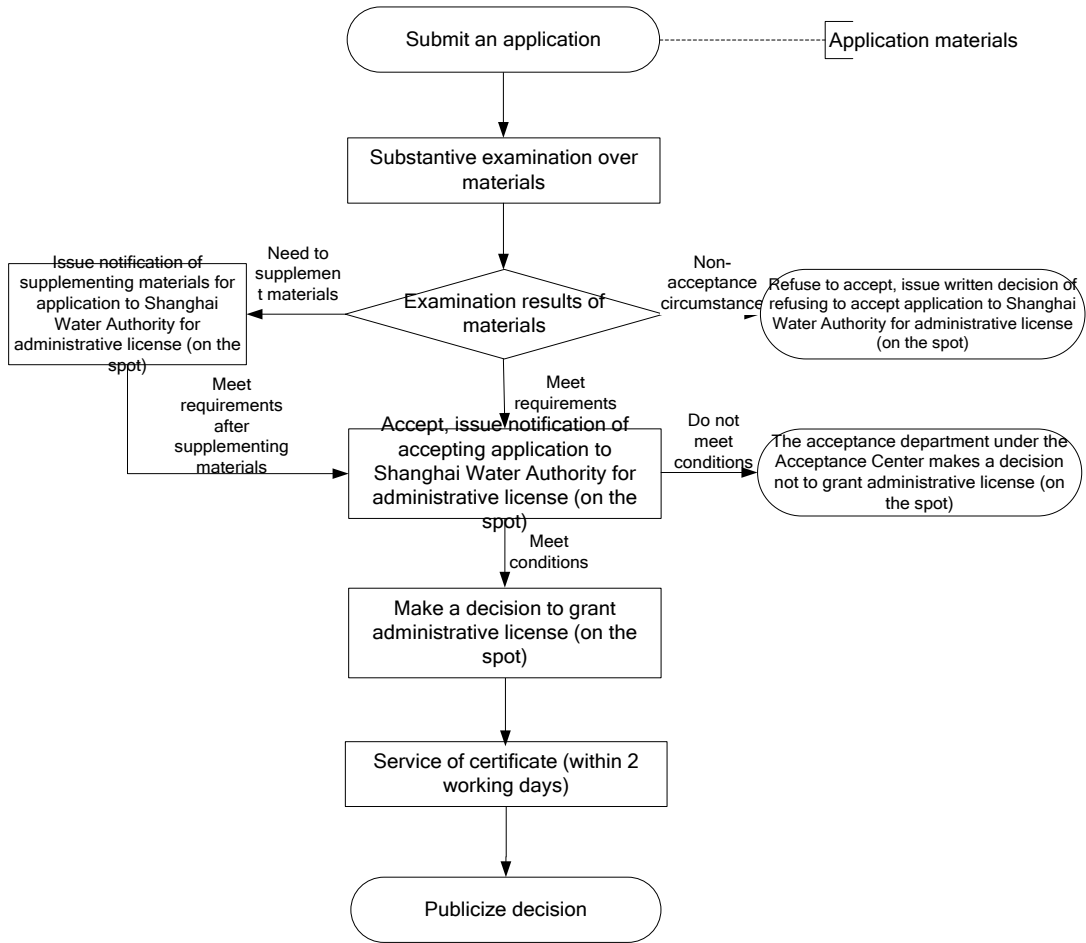 Submit an application
Application materials
Substantive examination over
materials
Need to
supplemen
t materials
Non-
acceptance
circumstance
Issue notification of
supplementing materials for
application to Shanghai
Water Authority for
administrative license (on the
spot)
Examination results of
materials
Refuse to accept, issue written decision of
refusing to accept application to Shanghai
Water Authority for administrative license
(on the spot)
Meet
requirements
after
supplementing
materials
Meet
requirements
Accept, issue notification of
accepting application to
Shanghai Water Authority for
administrative license (on the
spot)
Do not
meet
conditions
The acceptance department under the
Acceptance Center makes a decision
not to grant administrative license (on
the spot)
Meet
conditions
Make a decision to grant
administrative license (on the
spot)
Service of certificate (within 2
working days)
Publicize decision